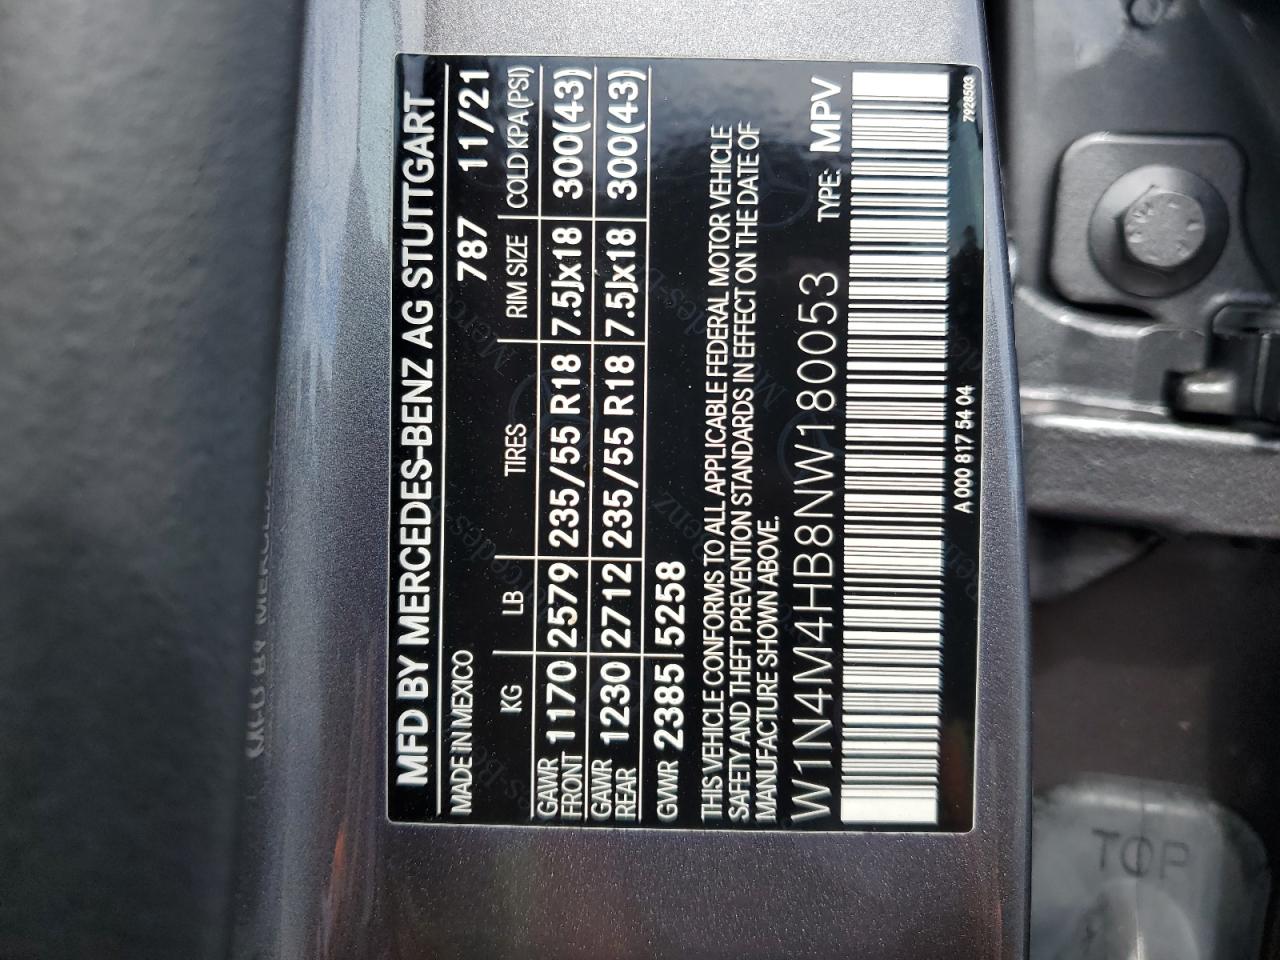 MFD BY MERCEDES-BENZ AG STUTTGART
MADE IN MEXICO 787 11/21
KG LB TIRES RIM SIZE COLD KPA(PSI)
GAWR FRONT 1170 2579 235/55 R18 7.5Jx18 300(43)
GAWR REAR 1230 2712 235/55 R18 7.5Jx18 300(43)
GVWR 2385 5258
THIS VEHICLE CONFORMS TO ALL APPLICABLE FEDERAL MOTOR VEHICLE
SAFETY AND THEFT PREVENTION STANDARDS IN EFFECT ON THE DATE OF
MANUFACTURE SHOWN ABOVE.
W1N4M4HB8NW180053 TYPE: MPV
A 000 817 54 04 7928503
TOP